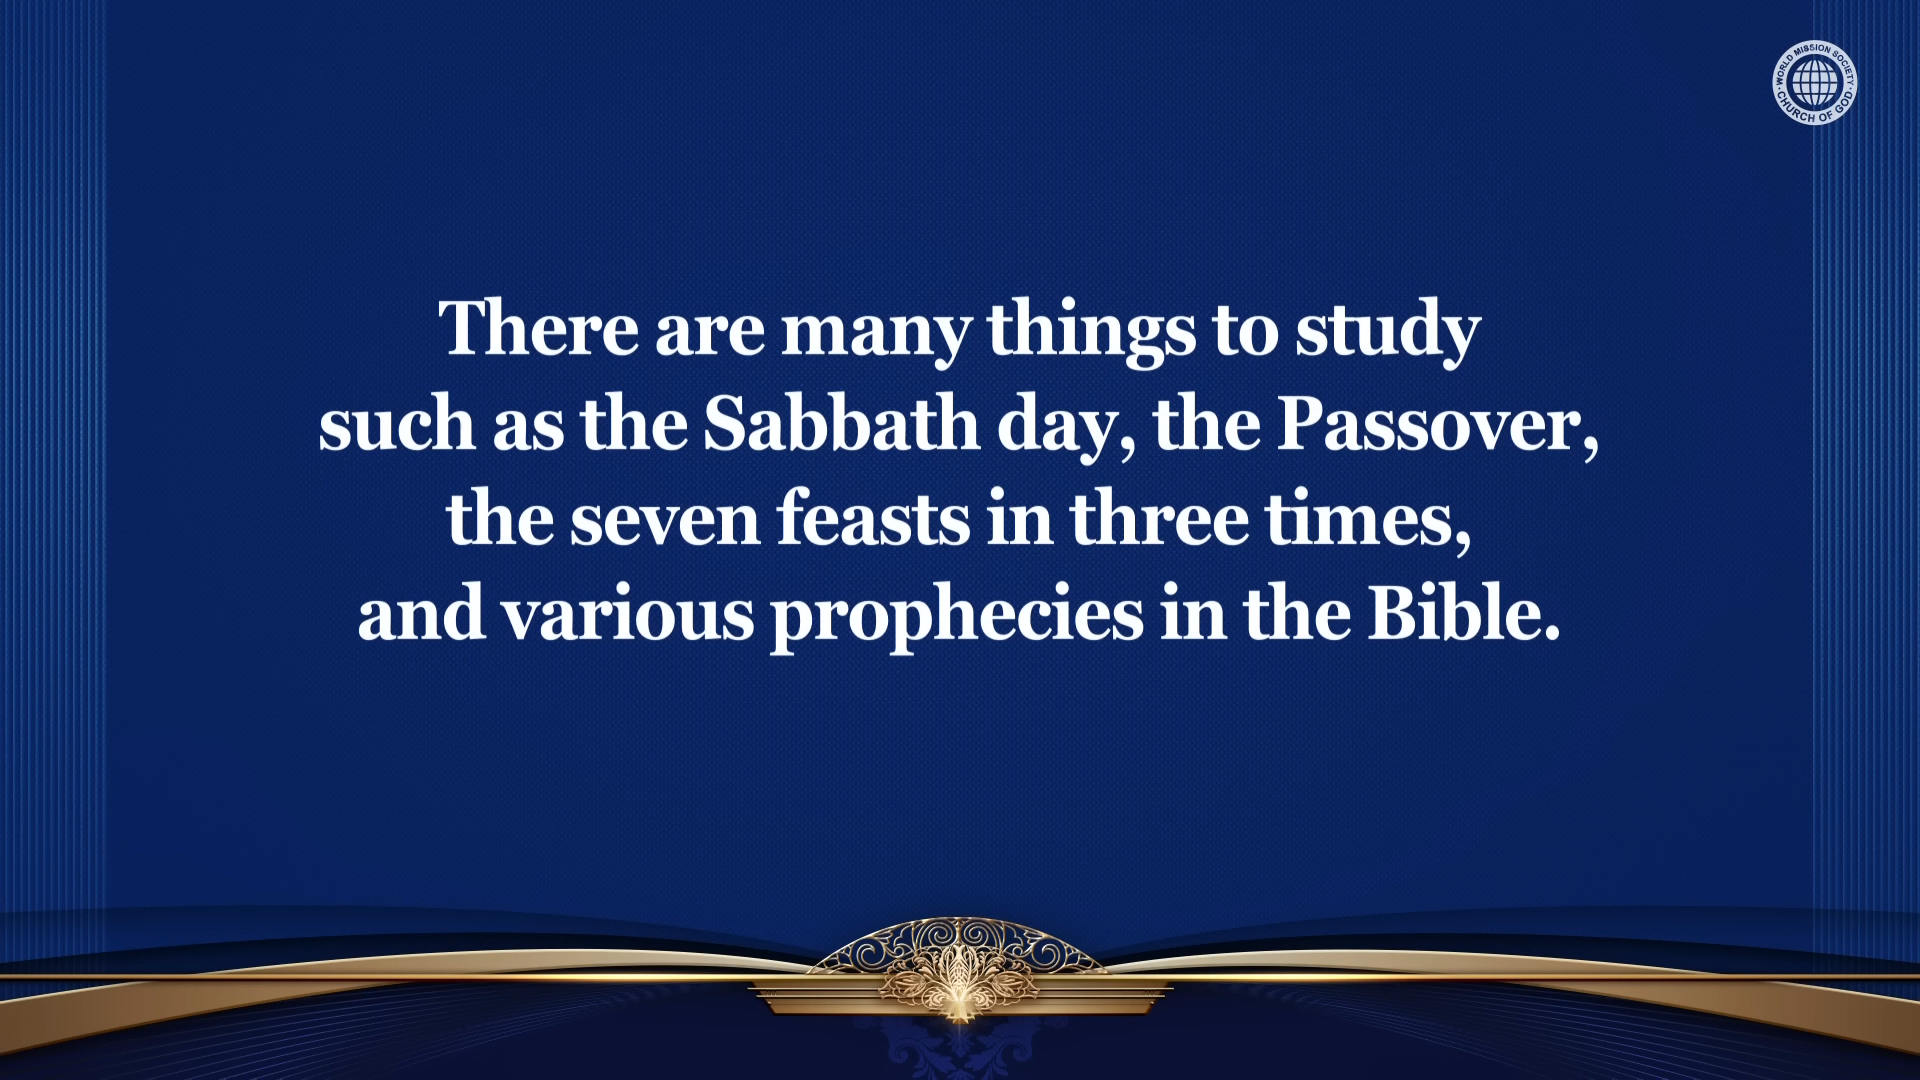 WORLD MISSION SOCIETY
CHURCH OF GOD
There are many things to study
such as the Sabbath day, the Passover,
the seven feasts in three times,
and various prophecies in the Bible.